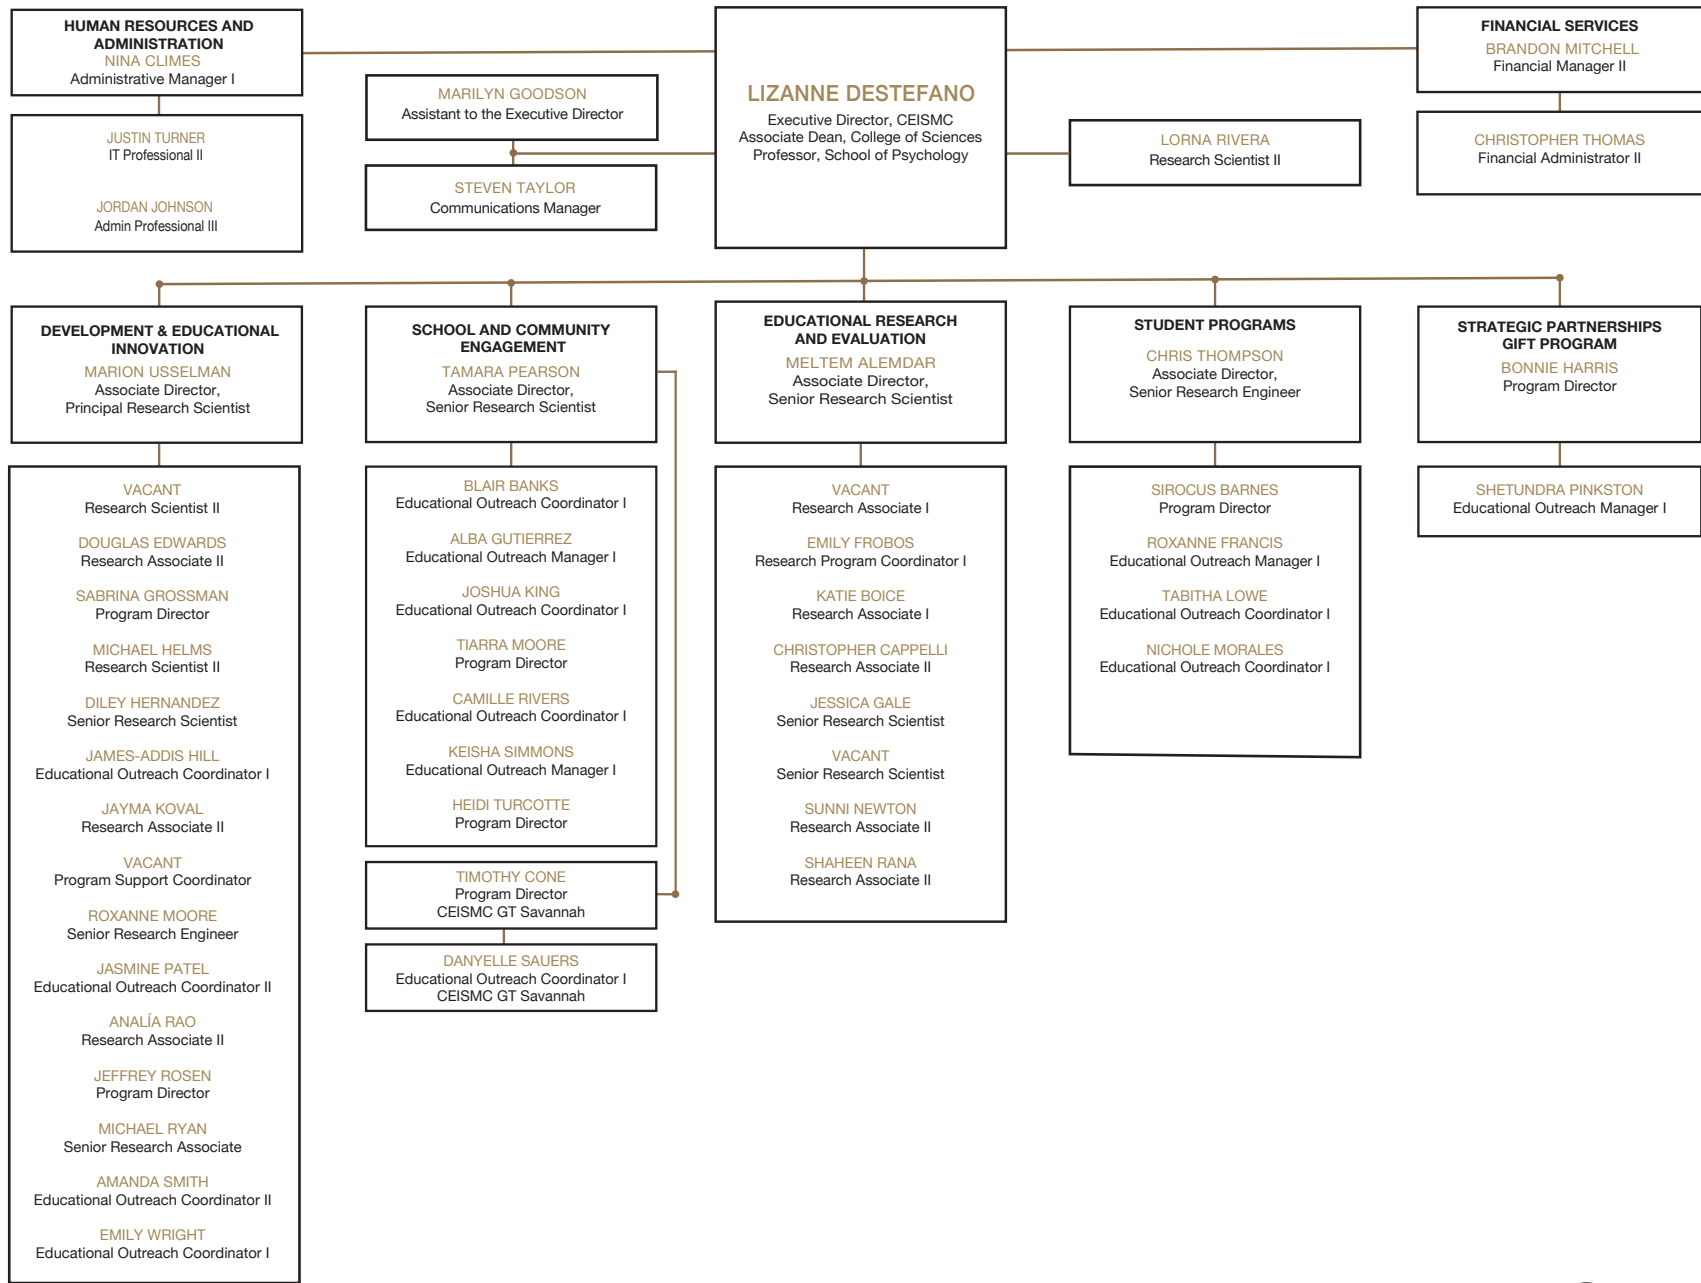 HUMAN RESOURCES AND
ADMINISTRATION
NINA CLIMES
Administrative Manager I
JUSTIN TURNER
IT Professional II
JORDAN JOHNSON
Admin Professional III
MARILYN GOODSON
Assistant to the Executive Director
STEVEN TAYLOR
Communications Manager
LIZANNE DESTEFANO
Executive Director, CEISMC
Associate Dean, College of Sciences
Professor, School of Psychology
LORNA RIVERA
Research Scientist II
FINANCIAL SERVICES
BRANDON MITCHELL
Financial Manager II
CHRISTOPHER THOMAS
Financial Administrator II
DEVELOPMENT & EDUCATIONAL
INNOVATION
MARION USSELMAN
Associate Director,
Principal Research Scientist
VACANT
Research Scientist II
DOUGLAS EDWARDS
Research Associate II
SABRINA GROSSMAN
Program Director
MICHAEL HELMS
Research Scientist II
DILEY HERNANDEZ
Senior Research Scientist
JAMES-ADDIS HILL
Educational Outreach Coordinator I
JAYMA KOVAL
Research Associate II
VACANT
Program Support Coordinator
ROXANNE MOORE
Senior Research Engineer
JASMINE PATEL
Educational Outreach Coordinator II
ANALÍA RAO
Research Associate II
JEFFREY ROSEN
Program Director
MICHAEL RYAN
Senior Research Associate
AMANDA SMITH
Educational Outreach Coordinator II
EMILY WRIGHT
Educational Outreach Coordinator I
SCHOOL AND COMMUNITY
ENGAGEMENT
TAMARA PEARSON
Associate Director,
Senior Research Scientist
BLAIR BANKS
Educational Outreach Coordinator I
ALBA GUTIERREZ
Educational Outreach Manager I
JOSHUA KING
Educational Outreach Coordinator I
TIARRA MOORE
Program Director
CAMILLE RIVERS
Educational Outreach Coordinator I
KEISHA SIMMONS
Educational Outreach Manager I
HEIDI TURCOTTE
Program Director
TIMOTHY CONE
Program Director
CEISMC GT Savannah
DANYELLE SAUERS
Educational Outreach Coordinator I
CEISMC GT Savannah
EDUCATIONAL RESEARCH
AND EVALUATION
MELTEM ALEMDAR
Associate Director,
Senior Research Scientist
VACANT
Research Associate I
EMILY FROBOS
Research Program Coordinator I
KATIE BOICE
Research Associate I
CHRISTOPHER CAPPELLI
Research Associate II
JESSICA GALE
Senior Research Scientist
VACANT
Senior Research Scientist
SUNNI NEWTON
Research Associate II
SHAHEEN RANA
Research Associate II
STUDENT PROGRAMS
CHRIS THOMPSON
Associate Director,
Senior Research Engineer
SIROCUS BARNES
Program Director
ROXANNE FRANCIS
Educational Outreach Manager I
TABITHA LOWE
Educational Outreach Coordinator I
NICHOLE MORALES
Educational Outreach Coordinator I
STRATEGIC PARTNERSHIPS
GIFT PROGRAM
BONNIE HARRIS
Program Director
SHETUNDRA PINKSTON
Educational Outreach Manager I